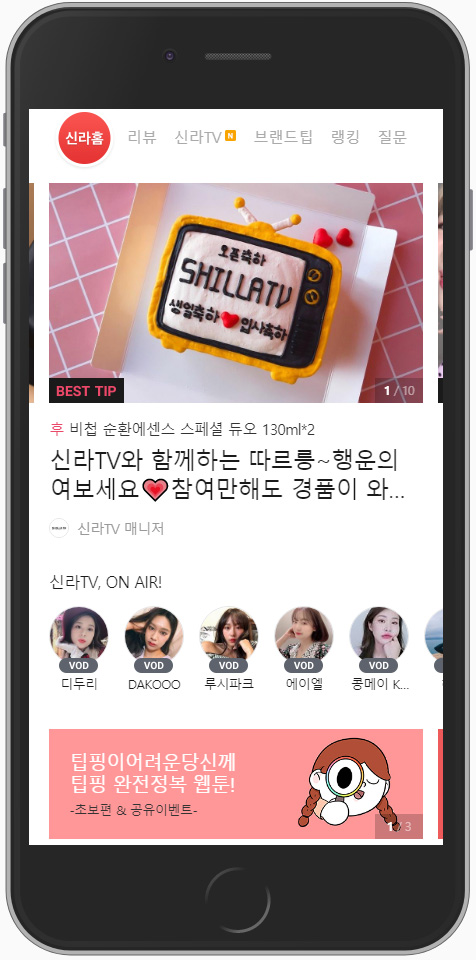 신라홈 리뷰 신라TV N 브랜드팁 랭킹 질문
오픈축하
SHILLATV
생일축하 입사축하
BEST TIP
1 / 10
후 비첩 순환에센스 스페셜 듀오 130ml*2
신라TV와 함께하는 따르릉~행운의
여보세요💗참여만해도 경품이 와...
신라TV 매니저
신라TV, ON AIR!
VOD VOD VOD VOD VOD
디두리 DAKOOO 루시파크 에이엘 콩메이 K...
팁핑이어려운당신께
팁핑 완전정복 웹툰!
-초보편 & 공유이벤트-
1 / 3